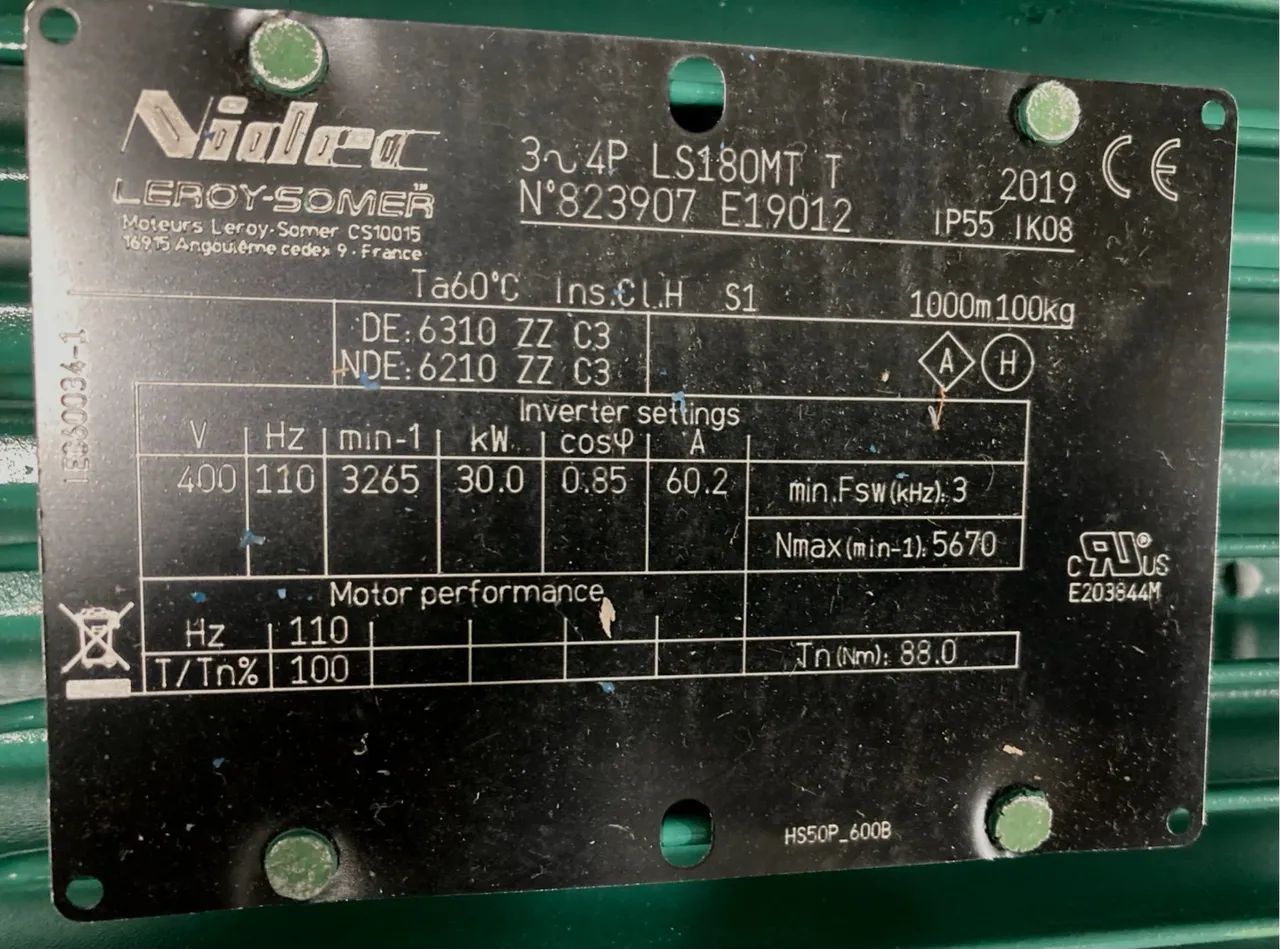 Nidec
LEROY-SOMER™
Moteurs Leroy-Somer CS10015
16915 Angoulême cedex 9 - France
3~ 4P LS180MT T
N°823907 E19012
2019
IP55 IK08
CE
Ta60°C Ins.Cl.H S1
1000m 100kg
IEC60034-1
DE: 6310 ZZ C3
NDE: 6210 ZZ C3
A H
Inverter settings
V Hz min-1 kW cosφ A
400 110 3265 30.0 0.85 60.2
min.Fsw(kHz): 3
Nmax(min-1): 5670
c RU ® US
E203844M
Motor performance
Hz 110
T/Tn% 100
Tn(Nm): 88.0
HS50P_600B